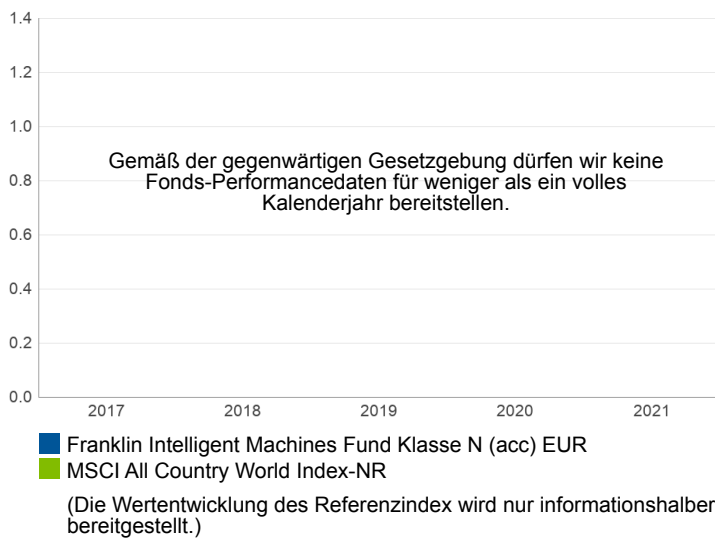 1.4
1.2
1.0
0.8
0.6
0.4
0.2
0.0
Gemäß der gegenwärtigen Gesetzgebung dürfen wir keine
Fonds-Performancedaten für weniger als ein volles
Kalenderjahr bereitstellen.
2017 2018 2019 2020 2021
Franklin Intelligent Machines Fund Klasse N (acc) EUR
MSCI All Country World Index-NR
(Die Wertentwicklung des Referenzindex wird nur informationshalber
bereitgestellt.)